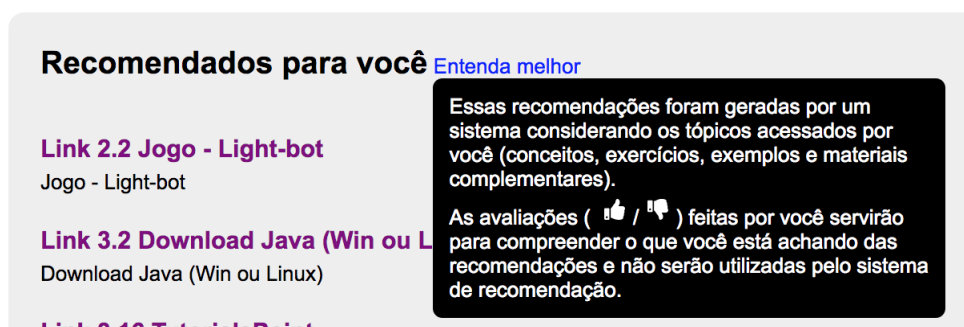 Recomendados para você Entenda melhor
Essas recomendações foram geradas por um
sistema considerando os tópicos acessados por
você (conceitos, exercícios, exemplos e materiais
complementares).
As avaliações ( / ) feitas por você servirão
para compreender o que você está achando das
recomendações e não serão utilizadas pelo sistema
de recomendação.
Link 2.2 Jogo - Light-bot
Jogo - Light-bot
Link 3.2 Download Java (Win ou L
Download Java (Win ou Linux)